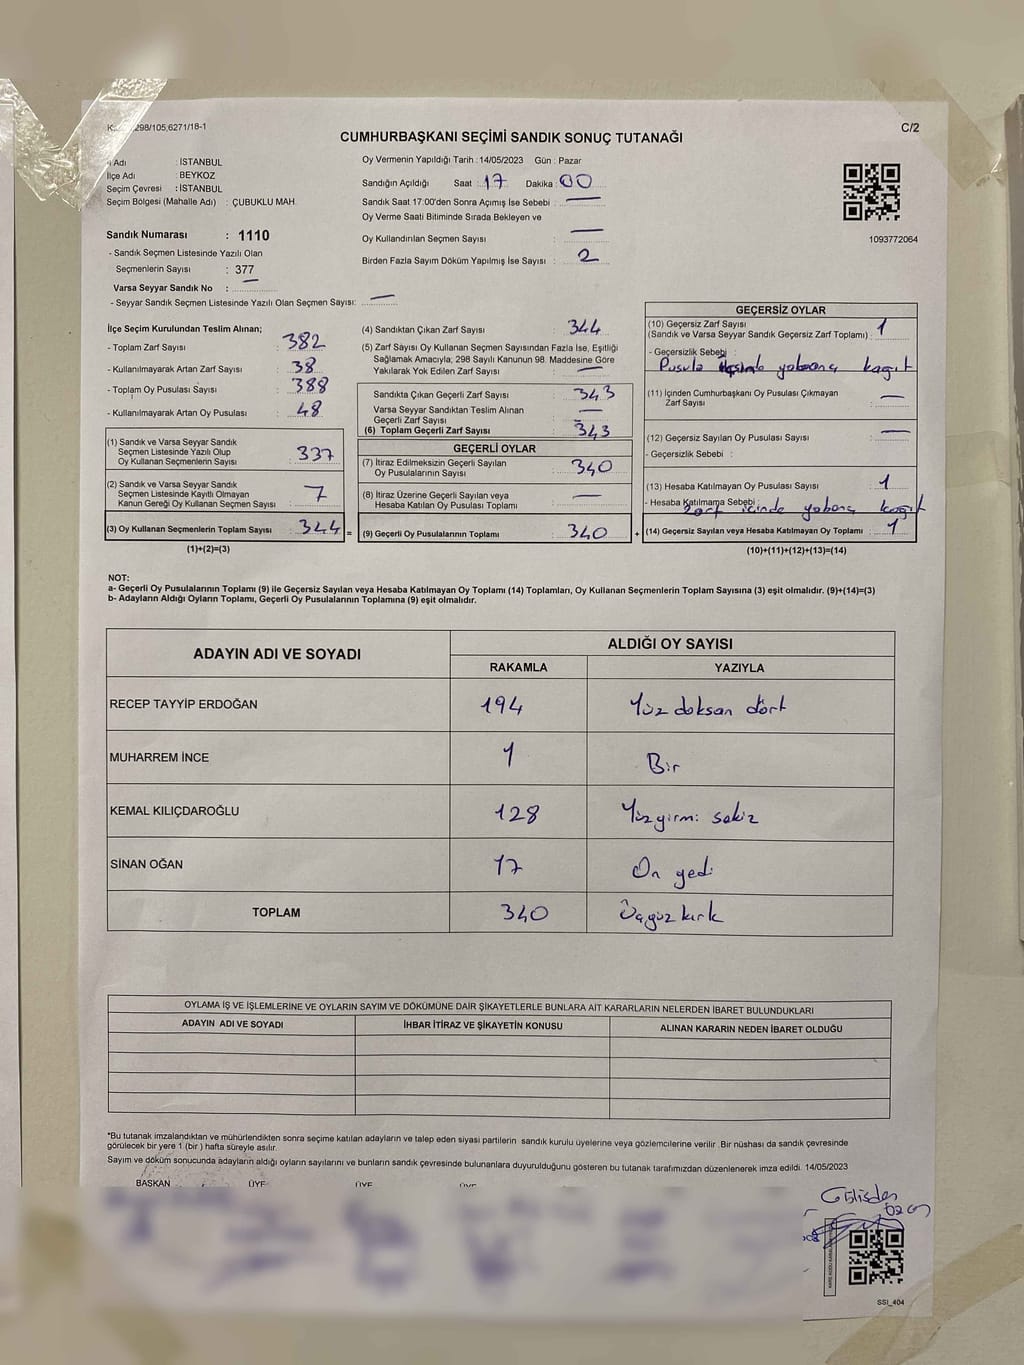 298/105,6271/18-1
C/2
CUMHURBAŞKANI SEÇİMİ SANDIK SONUÇ TUTANAĞI
İl Adı : İSTANBUL
İlçe Adı : BEYKOZ
Seçim Çevresi : İSTANBUL
Seçim Bölgesi (Mahalle Adı) : ÇUBUKLU MAH.
Sandık Numarası : 1110
- Sandık Seçmen Listesinde Yazılı Olan
Seçmenlerin Sayısı : 377
Varsa Seyyar Sandık No : —
- Seyyar Sandık Seçmen Listesinde Yazılı Olan Seçmen Sayısı: —
Oy Vermenin Yapıldığı Tarih : 14/05/2023 Gün : Pazar
Sandığın Açıldığı Saat : 17 Dakika : 00
Sandık Saat 17:00'den Sonra Açımış İse Sebebi : —
Oy Verme Saati Bitiminde Sırada Bekleyen ve
Oy Kullandırılan Seçmen Sayısı : —
Birden Fazla Sayım Döküm Yapılmış İse Sayısı : 2
1093772064
İlçe Seçim Kurulundan Teslim Alınan;
- Toplam Zarf Sayısı : 382
- Kullanılmayarak Artan Zarf Sayısı : 38
- Toplam Oy Pusulası Sayısı : 388
- Kullanılmayarak Artan Oy Pusulası : 48
(1) Sandık ve Varsa Seyyar Sandık
Seçmen Listesinde Yazılı Olup
Oy Kullanan Seçmenlerin Sayısı : 337
(2) Sandık ve Varsa Seyyar Sandık
Seçmen Listesinde Kayıtlı Olmayan
Kanun Gereği Oy Kullanan Seçmen Sayısı : 7
(3) Oy Kullanan Seçmenlerin Toplam Sayısı : 344 =
(1)+(2)=(3)
(4) Sandıktan Çıkan Zarf Sayısı : 344
(5) Zarf Sayısı Oy Kullanan Seçmen Sayısından Fazla İse, Eşitliği
Sağlamak Amacıyla; 298 Sayılı Kanunun 98. Maddesine Göre
Yakılarak Yok Edilen Zarf Sayısı : —
Sandıkta Çıkan Geçerli Zarf Sayısı : 343
Varsa Seyyar Sandıktan Teslim Alınan
Geçerli Zarf Sayısı : —
(6) Toplam Geçerli Zarf Sayısı : 343
GEÇERLİ OYLAR
(7) İtiraz Edilmeksizin Geçerli Sayılan
Oy Pusulalarının Sayısı : 340
(8) İtiraz Üzerine Geçerli Sayılan veya
Hesaba Katılan Oy Pusulası Toplamı : —
(9) Geçerli Oy Pusulalarının Toplamı : 340 +
GEÇERSİZ OYLAR
(10) Geçersiz Zarf Sayısı
(Sandık ve Varsa Seyyar Sandık Geçersiz Zarf Toplamı) : 1
- Geçersizlik Sebebi :
Pusula yabancı kağıt
(11) İçinden Cumhurbaşkanı Oy Pusulası Çıkmayan
Zarf Sayısı : —
(12) Geçersiz Sayılan Oy Pusulası Sayısı : —
- Geçersizlik Sebebi :
(13) Hesaba Katılmayan Oy Pusulası Sayısı : 1
- Hesaba Katılmama Sebebi :
Zarf içinde yabancı kağıt
(14) Geçersiz Sayılan veya Hesaba Katılmayan Oy Toplamı : 1
(10)+(11)+(12)+(13)=(14)
NOT:
a- Geçerli Oy Pusulalarının Toplamı (9) ile Geçersiz Sayılan veya Hesaba Katılmayan Oy Toplamı (14) Toplamları, Oy Kullanan Seçmenlerin Toplam Sayısına (3) eşit olmalıdır. (9)+(14)=(3)
b- Adayların Aldığı Oyların Toplamı, Geçerli Oy Pusulalarının Toplamına (9) eşit olmalıdır.
ADAYIN ADI VE SOYADI ALDIĞI OY SAYISI
RAKAMLA YAZIYLA
RECEP TAYYİP ERDOĞAN 194 Yüz doksan dört
MUHARREM İNCE 1 Bir
KEMAL KILIÇDAROĞLU 128 Yüzyirmi sekiz
SİNAN OĞAN 17 On yedi
TOPLAM 340 Üçyüz kırk
OYLAMA İŞ VE İŞLEMLERİNE VE OYLARIN SAYIM VE DÖKÜMÜNE DAİR ŞİKAYETLERLE BUNLARA AİT KARARLARIN NELERDEN İBARET BULUNDUKLARI
ADAYIN ADI VE SOYADI İHBAR İTİRAZ VE ŞİKAYETİN KONUSU ALINAN KARARIN NEDEN İBARET OLDUĞU
*Bu tutanak imzalandıktan ve mühürlendikten sonra seçime katılan adayların ve talep eden siyasi partilerin sandık kurulu üyelerine veya gözlemcilerine verilir .Bir nüshası da sandık çevresinde
görülecek bir yere 1 (bir ) hafta süreyle asılır.
Sayım ve döküm sonucunda adayların aldığı oyların sayılarını ve bunların sandık çevresinde bulunanlara duyurulduğunu gösteren bu tutanak tarafımızdan düzenlenerek imza edildi. 14/05/2023
BAŞKAN ÜYE ÜYE ÜYE
SSI_404